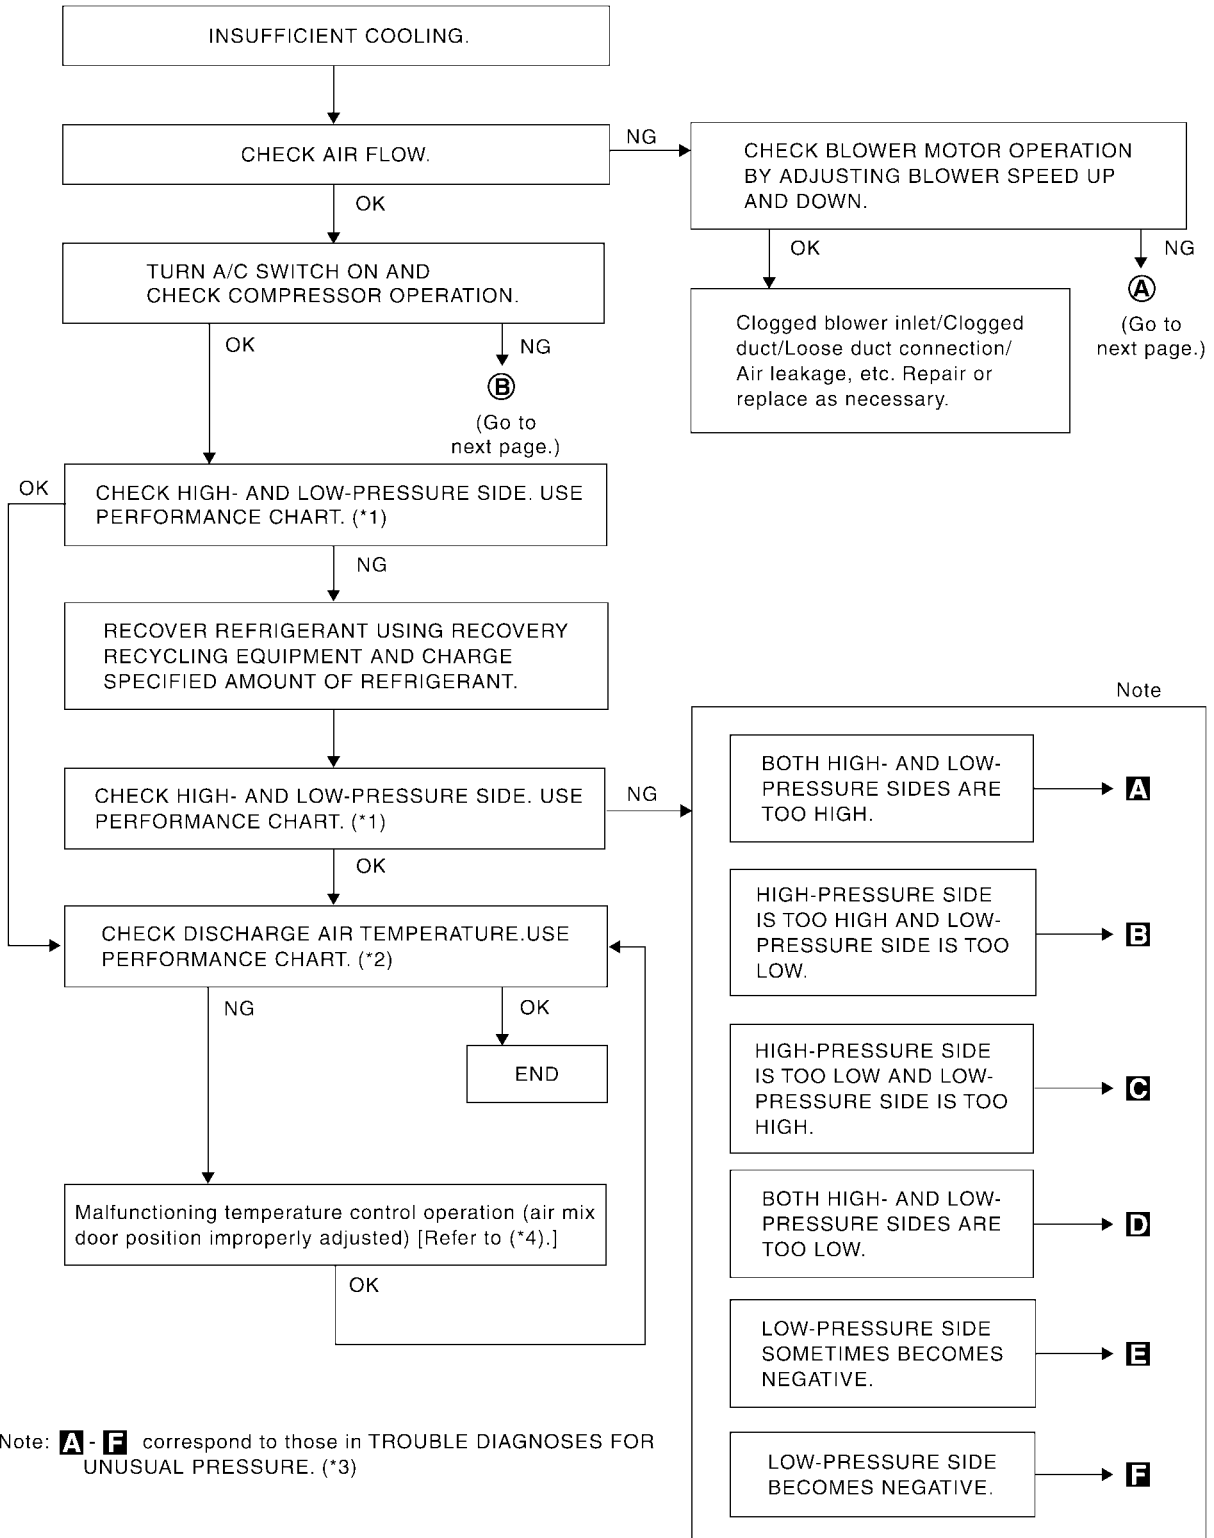 INSUFFICIENT COOLING.
CHECK AIR FLOW.
NG
CHECK BLOWER MOTOR OPERATION
BY ADJUSTING BLOWER SPEED UP
AND DOWN.
OK
OK
NG
TURN A/C SWITCH ON AND
CHECK COMPRESSOR OPERATION.
A
(Go to
next page.)
Clogged blower inlet/Clogged
duct/Loose duct connection/
Air leakage, etc. Repair or
replace as necessary.
OK
NG
B
(Go to
next page.)
OK
CHECK HIGH- AND LOW-PRESSURE SIDE. USE
PERFORMANCE CHART. (*1)
NG
RECOVER REFRIGERANT USING RECOVERY
RECYCLING EQUIPMENT AND CHARGE
SPECIFIED AMOUNT OF REFRIGERANT.
CHECK HIGH- AND LOW-PRESSURE SIDE. USE
PERFORMANCE CHART. (*1)
NG
OK
CHECK DISCHARGE AIR TEMPERATURE.USE
PERFORMANCE CHART. (*2)
NG
OK
END
Malfunctioning temperature control operation (air mix
door position improperly adjusted) [Refer to (*4).]
OK
Note
BOTH HIGH- AND LOW-
PRESSURE SIDES ARE
TOO HIGH.
A
HIGH-PRESSURE SIDE
IS TOO HIGH AND LOW-
PRESSURE SIDE IS TOO
LOW.
B
HIGH-PRESSURE SIDE
IS TOO LOW AND LOW-
PRESSURE SIDE IS TOO
HIGH.
C
BOTH HIGH- AND LOW-
PRESSURE SIDES ARE
TOO LOW.
D
LOW-PRESSURE SIDE
SOMETIMES BECOMES
NEGATIVE.
E
LOW-PRESSURE SIDE
BECOMES NEGATIVE.
F
Note: A - F correspond to those in TROUBLE DIAGNOSES FOR
UNUSUAL PRESSURE. (*3)